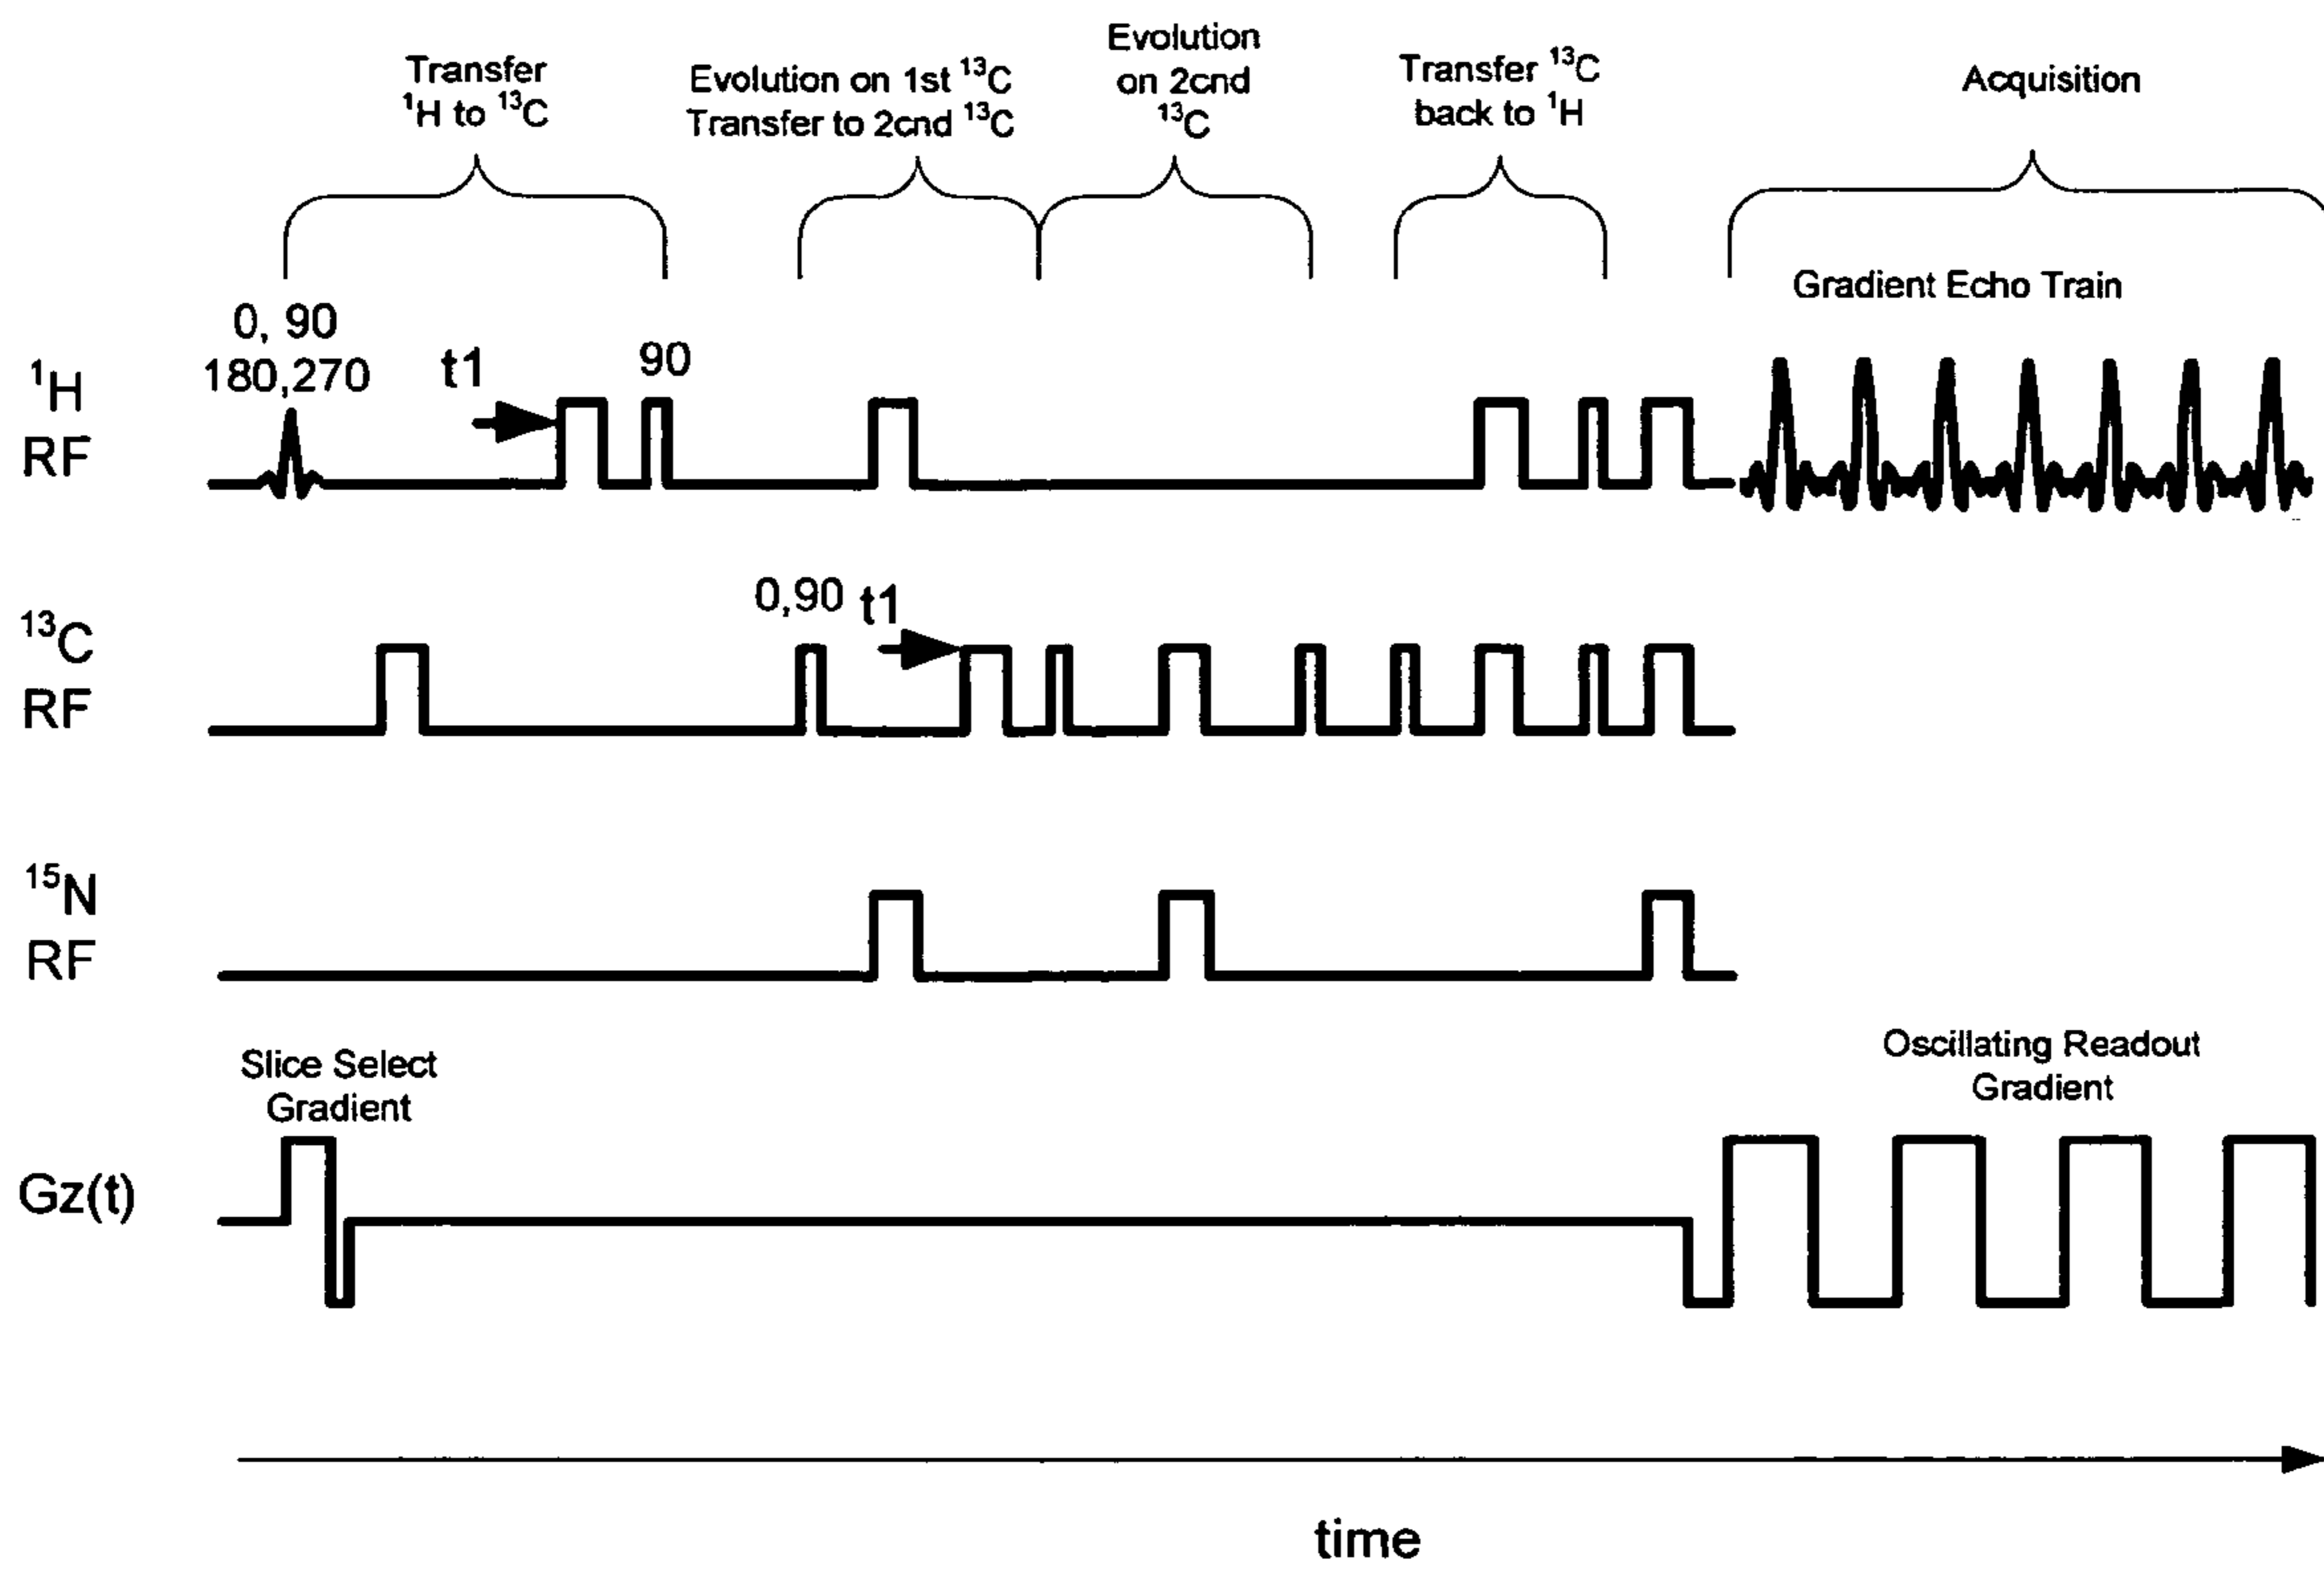 Transfer
¹H to ¹³C
Evolution on 1st ¹³C
Transfer to 2cnd ¹³C
Evolution
on 2cnd
¹³C
Transfer ¹³C
back to ¹H
Acquisition
Gradient Echo Train
0, 90
180,270
t1
90
¹H
RF
0,90
t1
¹³C
RF
¹⁵N
RF
Slice Select
Gradient
Oscillating Readout
Gradient
Gz(t)
time